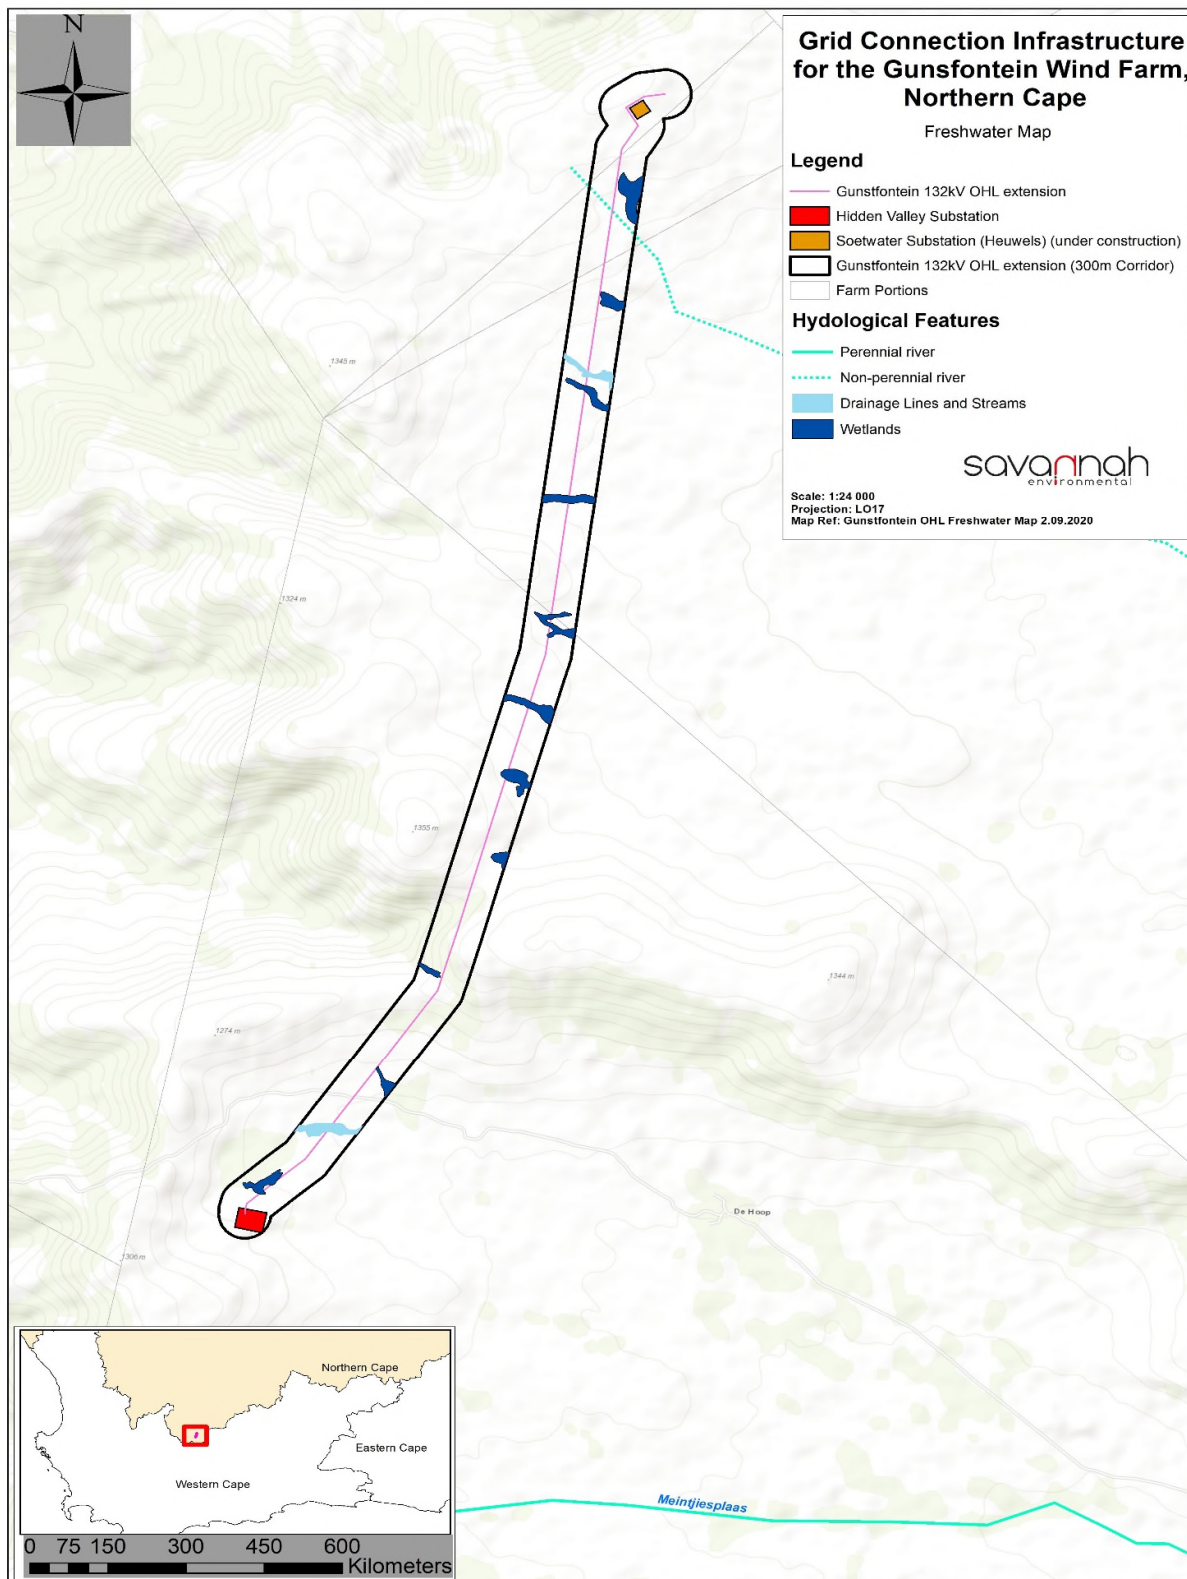 N
Grid Connection Infrastructure
for the Gunsfontein Wind Farm,
Northern Cape
Freshwater Map
Legend
Gunstfontein 132kV OHL extension
Hidden Valley Substation
Soetwater Substation (Heuwels) (under construction)
Gunstfontein 132kV OHL extension (300m Corridor)
Farm Portions
Hydological Features
Perennial river
Non-perennial river
Drainage Lines and Streams
Wetlands
savannah
environmental
Scale: 1:24 000
Projection: LO17
Map Ref: Gunstfontein OHL Freshwater Map 2.09.2020
1345 m
1324 m
1355 m
1344 m
1274 m
De Hoop
1306 m
Northern Cape
Eastern Cape
Western Cape
Meintjiesplaas
0 75 150 300 450 600
Kilometers